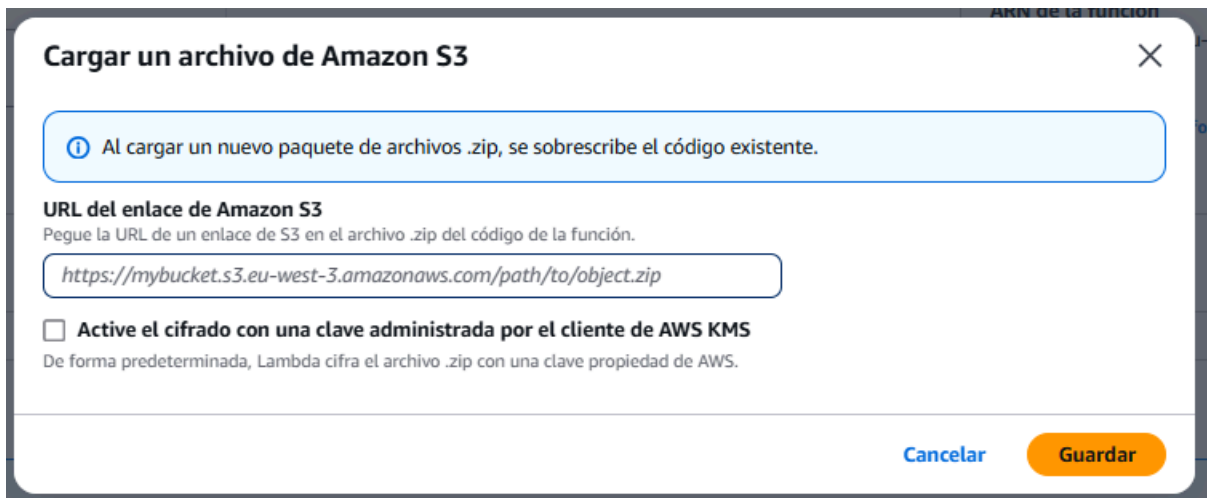 ARN de la función
Cargar un archivo de Amazon S3
Al cargar un nuevo paquete de archivos .zip, se sobrescribe el código existente.
URL del enlace de Amazon S3
Pegue la URL de un enlace de S3 en el archivo .zip del código de la función.
https://mybucket.s3.eu-west-3.amazonaws.com/path/to/object.zip
Active el cifrado con una clave administrada por el cliente de AWS KMS
De forma predeterminada, Lambda cifra el archivo .zip con una clave propiedad de AWS.
Cancelar
Guardar